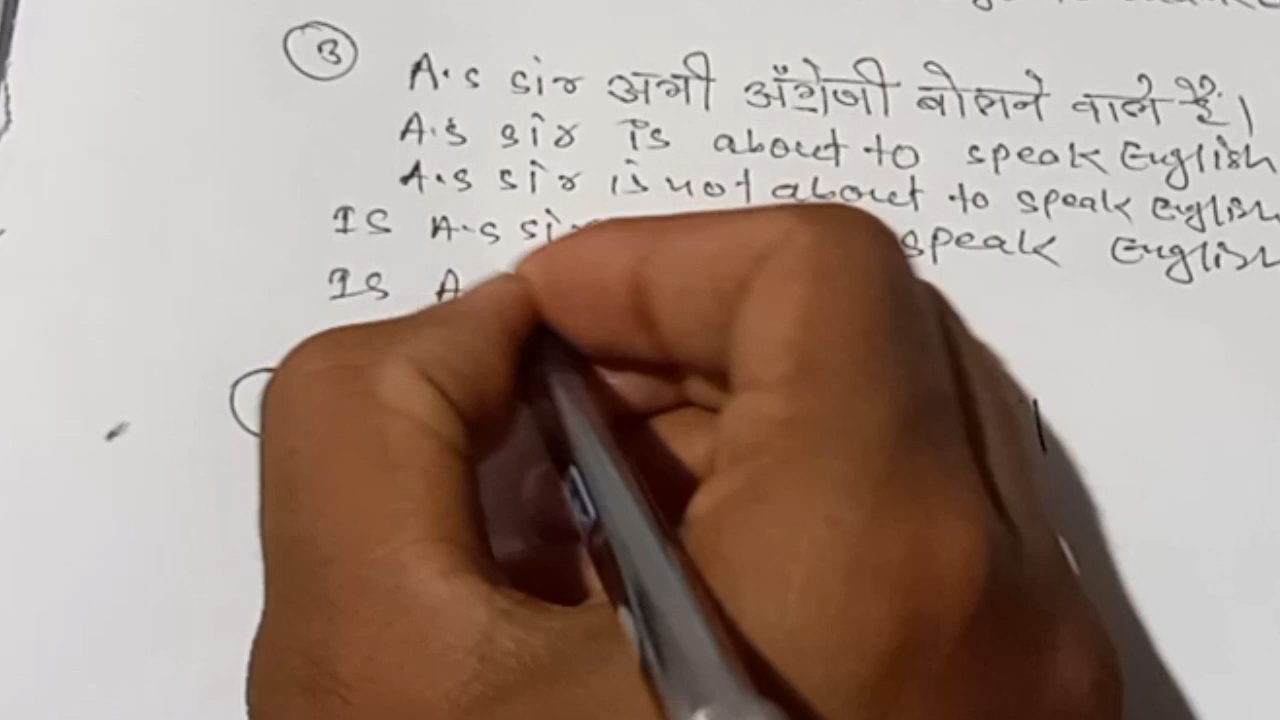 3
A.s sir अभी अँग्रेजी बोलने वाले हैं।
A.s sir is about to speak English
A.s sir is not about to speak English
Is A.s sir speak English
Is A